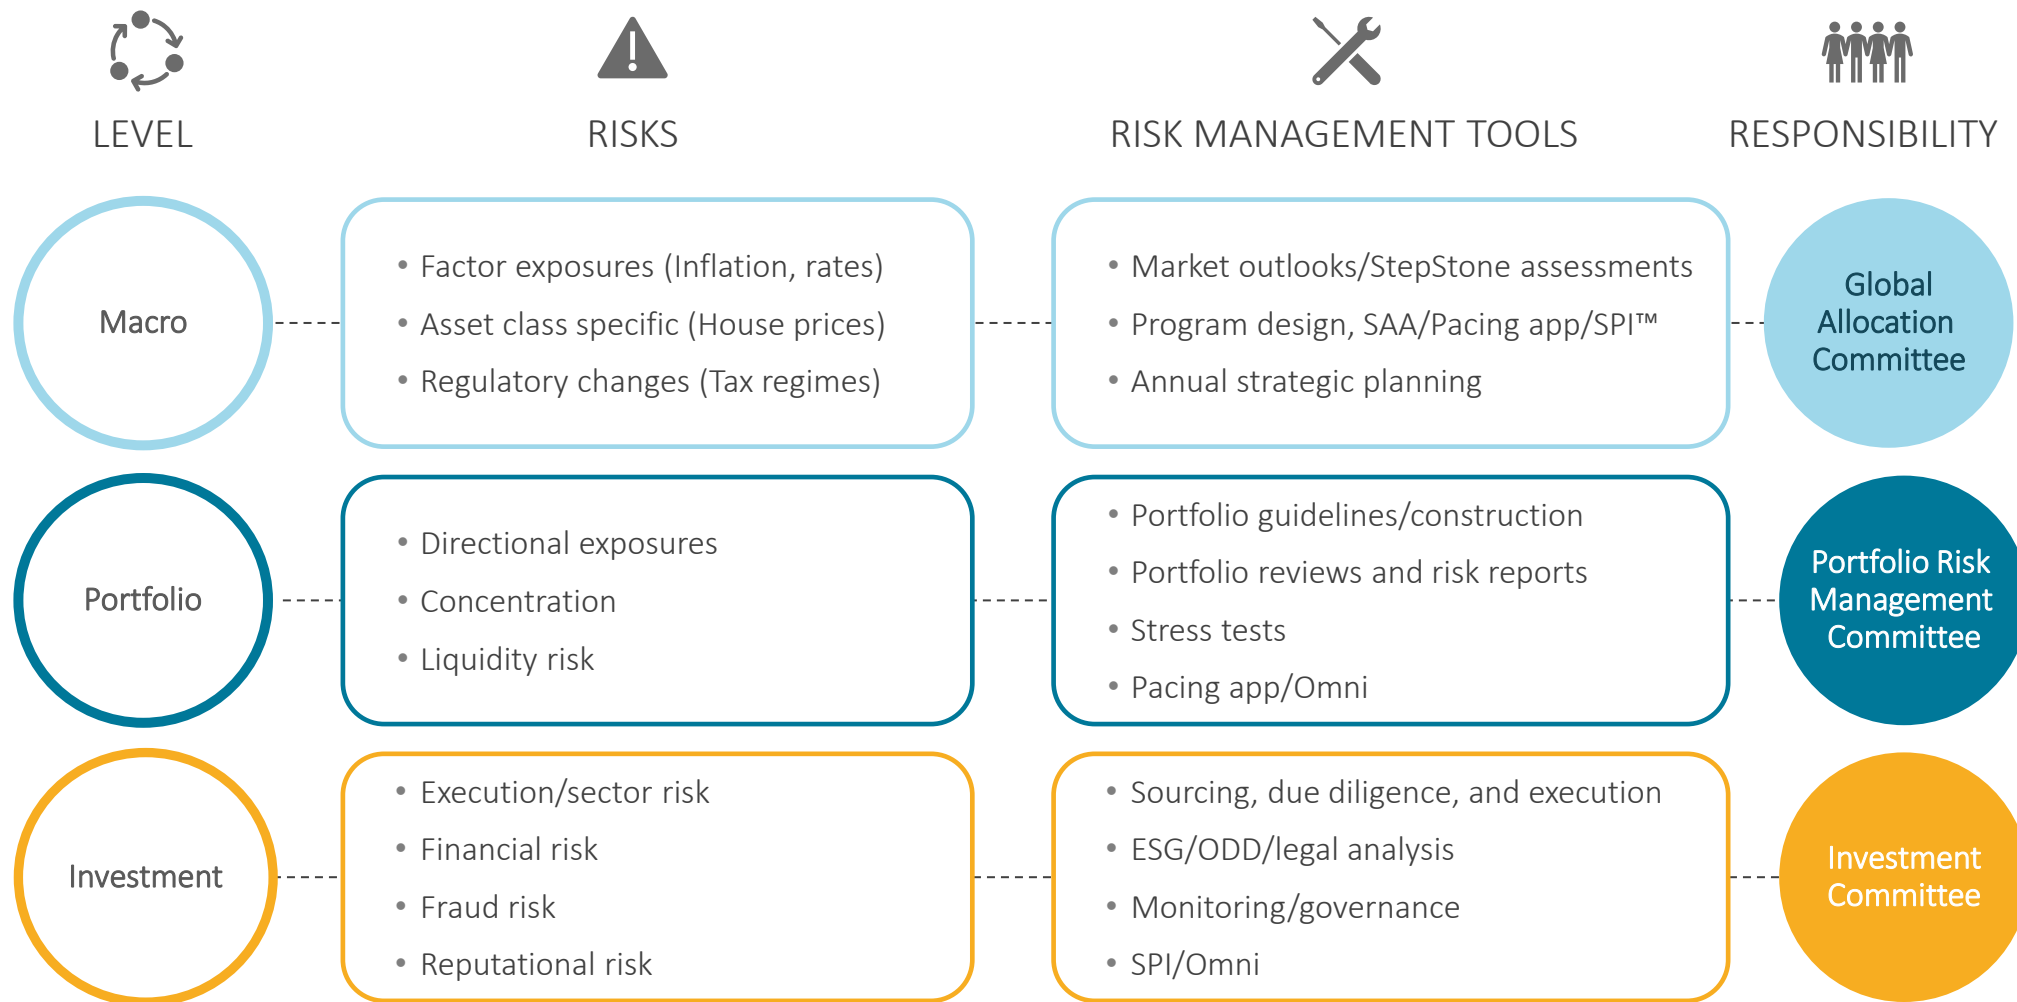 LEVEL
RISKS
RISK MANAGEMENT TOOLS
RESPONSIBILITY
Macro
• Factor exposures (Inflation, rates)
• Asset class specific (House prices)
• Regulatory changes (Tax regimes)
• Market outlooks/StepStone assessments
• Program design, SAA/Pacing app/SPI™
• Annual strategic planning
Global
Allocation
Committee
Portfolio
• Directional exposures
• Concentration
• Liquidity risk
• Portfolio guidelines/construction
• Portfolio reviews and risk reports
• Stress tests
• Pacing app/Omni
Portfolio Risk
Management
Committee
Investment
• Execution/sector risk
• Financial risk
• Fraud risk
• Reputational risk
• Sourcing, due diligence, and execution
• ESG/ODD/legal analysis
• Monitoring/governance
• SPI/Omni
Investment
Committee